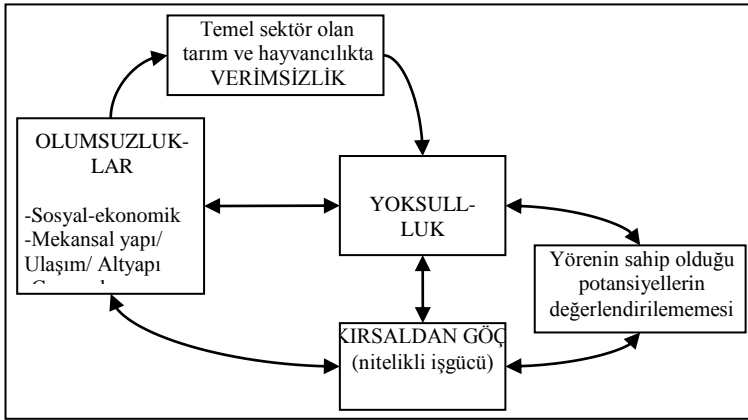 Temel sektör olan
tarım ve hayvancılıkta
VERİMSİZLİK
OLUMSUZLUK-
LAR
-Sosyal-ekonomik
-Mekansal yapı/
Ulaşım/ Altyapı
YOKSULL-
LUK
Yörenin sahip olduğu
potansiyellerin
değerlendirilememesi
KIRSALDAN GÖÇ
(nitelikli işgücü)